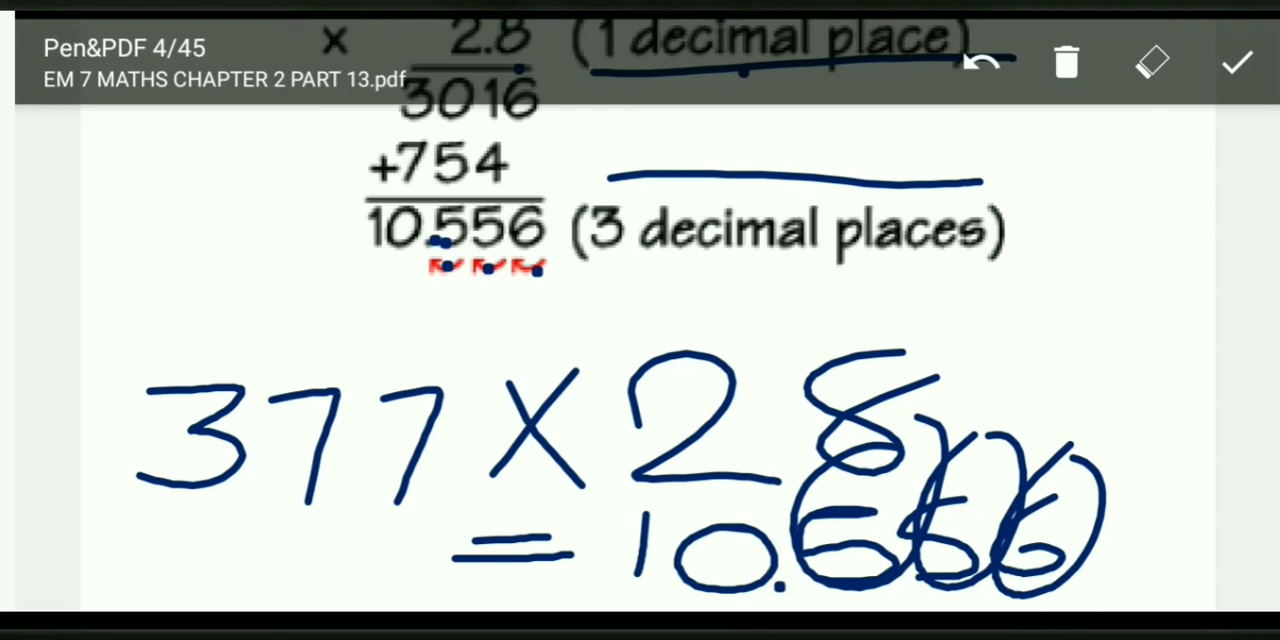 Pen&PDF 4/45
EM 7 MATHS CHAPTER 2 PART 13.pdf
x 2.8 (1 decimal place)
3016
+754
10.556 (3 decimal places)
377 × 28
= 10.556